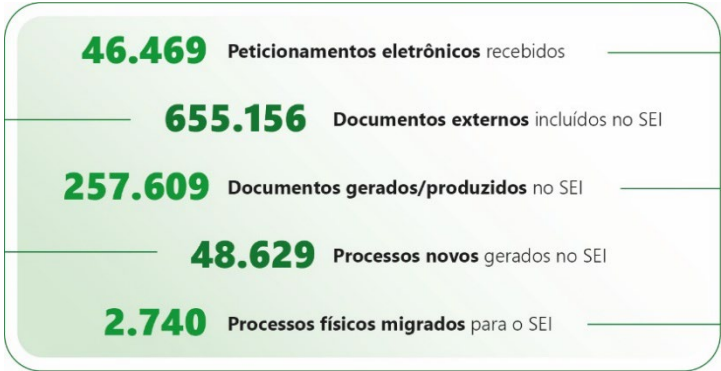 46.469 Peticionamentos eletrônicos recebidos
655.156 Documentos externos incluídos no SEI
257.609 Documentos gerados/produzidos no SEI
48.629 Processos novos gerados no SEI
2.740 Processos físicos migrados para o SEI